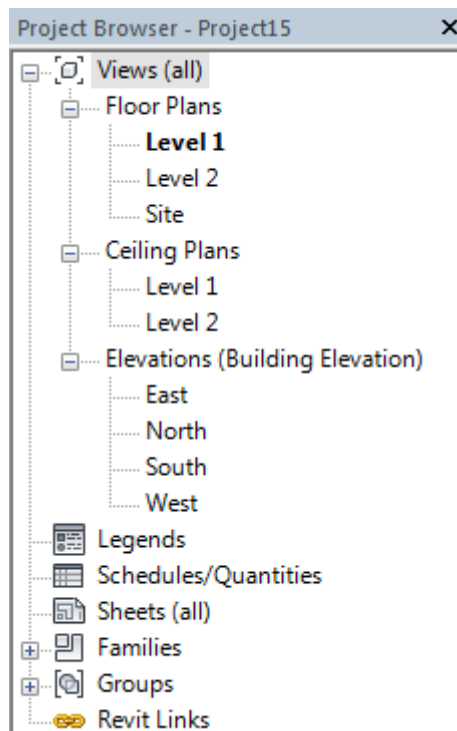 Project Browser - Project15
Views (all)
Floor Plans
Level 1
Level 2
Site
Ceiling Plans
Level 1
Level 2
Elevations (Building Elevation)
East
North
South
West
Legends
Schedules/Quantities
Sheets (all)
Families
Groups
Revit Links